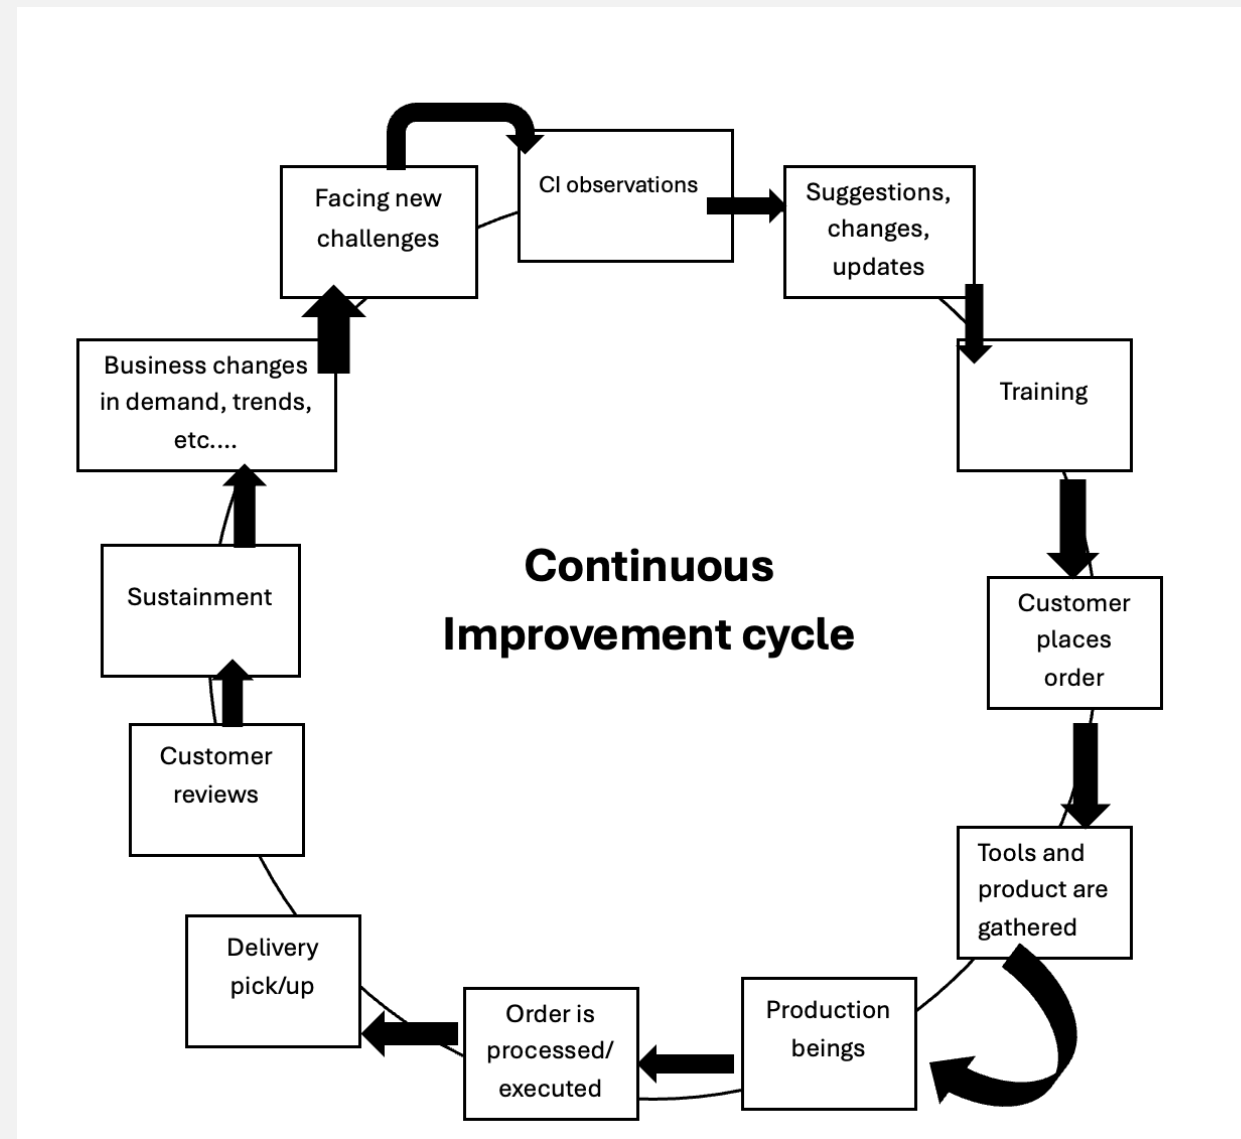 Facing new
challenges
CI observations
Suggestions,
changes,
updates
Training
Customer
places
order
Tools and
product are
gathered
Production
beings
Order is
processed/
executed
Delivery
pick/up
Customer
reviews
Sustainment
Business changes
in demand, trends,
etc....
Continuous
Improvement cycle